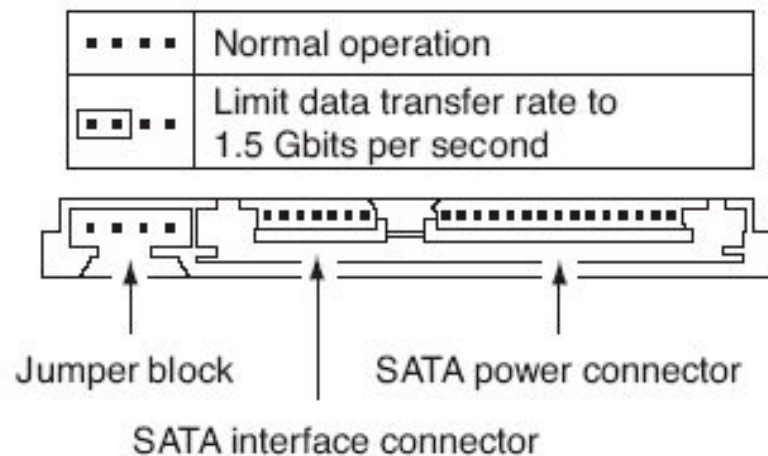 Normal operation
Limit data transfer rate to
1.5 Gbits per second
Jumper block
SATA power connector
SATA interface connector